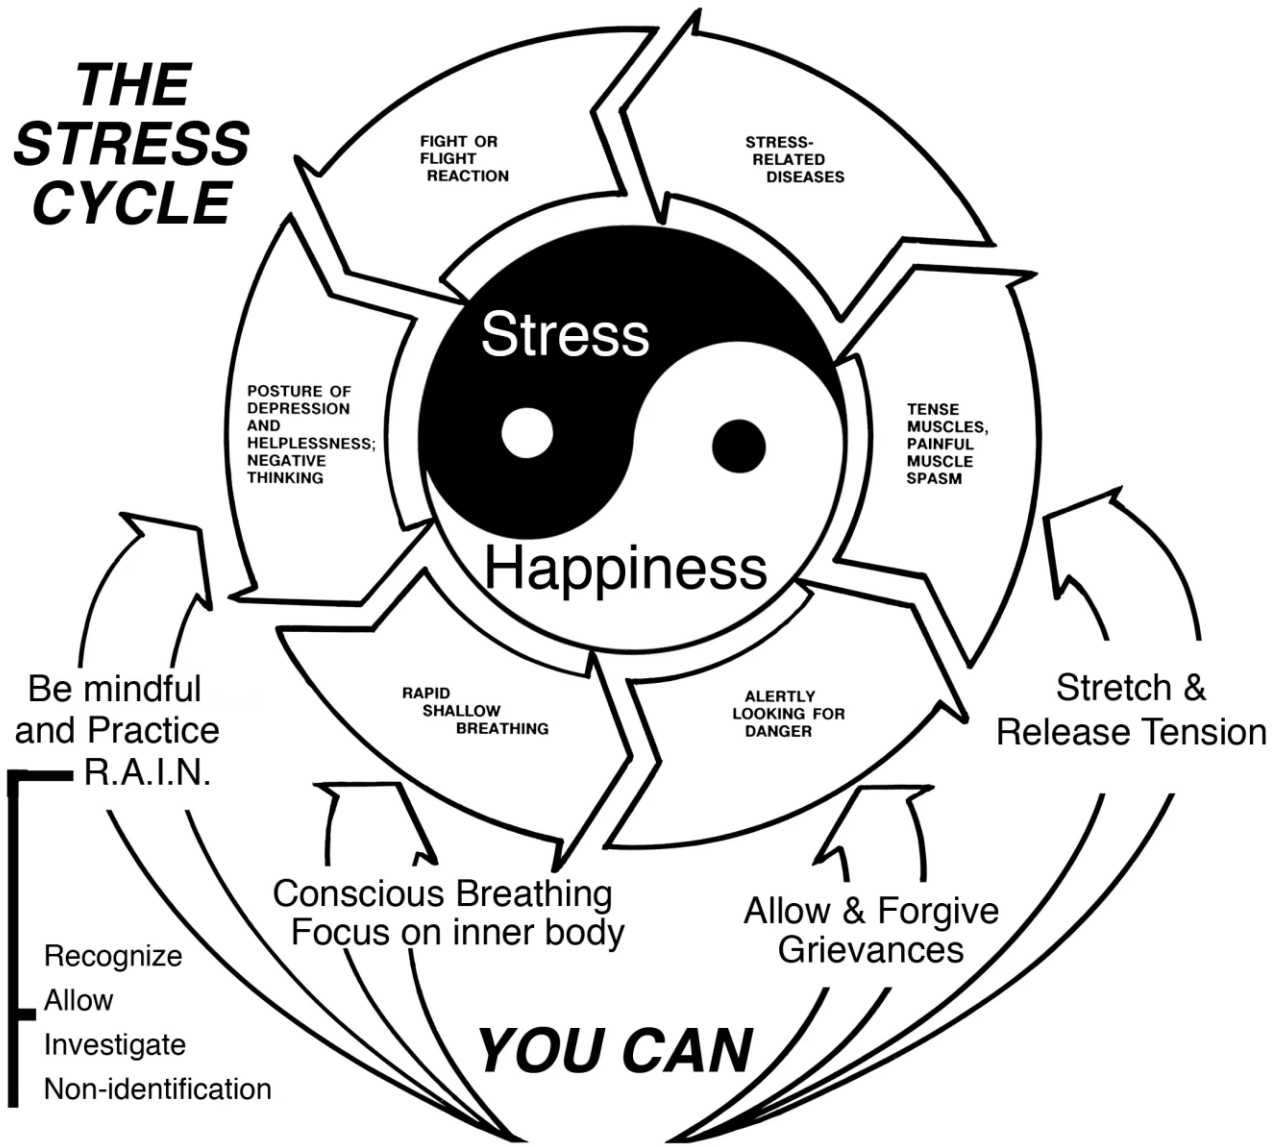 THE
STRESS
CYCLE
FIGHT OR
FLIGHT
REACTION
STRESS-
RELATED
DISEASES
Stress
POSTURE OF
DEPRESSION
AND
HELPLESSNESS;
NEGATIVE
THINKING
TENSE
MUSCLES,
PAINFUL
MUSCLE
SPASM
Happiness
RAPID
SHALLOW
BREATHING
ALERTLY
LOOKING FOR
DANGER
Be mindful
and Practice
R.A.I.N.
Stretch &
Release Tension
Conscious Breathing
Focus on inner body
Allow & Forgive
Grievances
Recognize
Allow
Investigate
Non-identification
YOU CAN